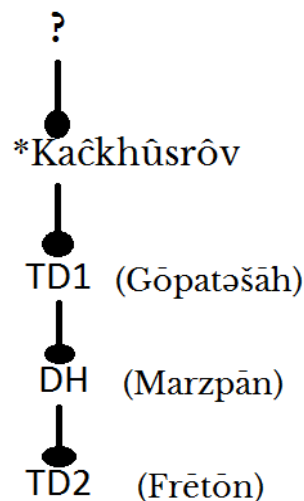 ?
*Kaĉkhûsrôv
TD1 (Gōpatəšāh)
DH (Marzpān)
TD2 (Frētōn)